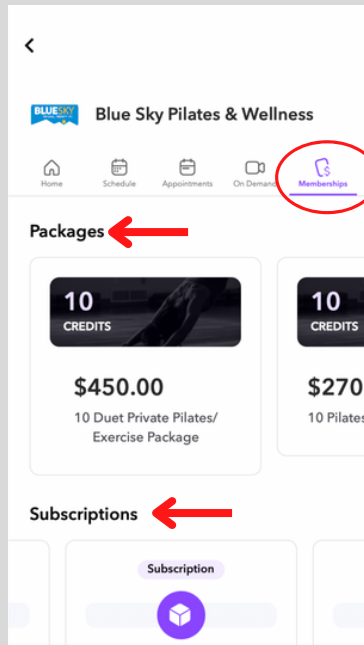 BLUESKY
Blue Sky Pilates & Wellness
Home Schedule Appointments On Demand Memberships
Packages
10 10
CREDITS CREDITS
$450.00 $270
10 Duet Private Pilates/ 10 Pilates
Exercise Package
Subscriptions
Subscription